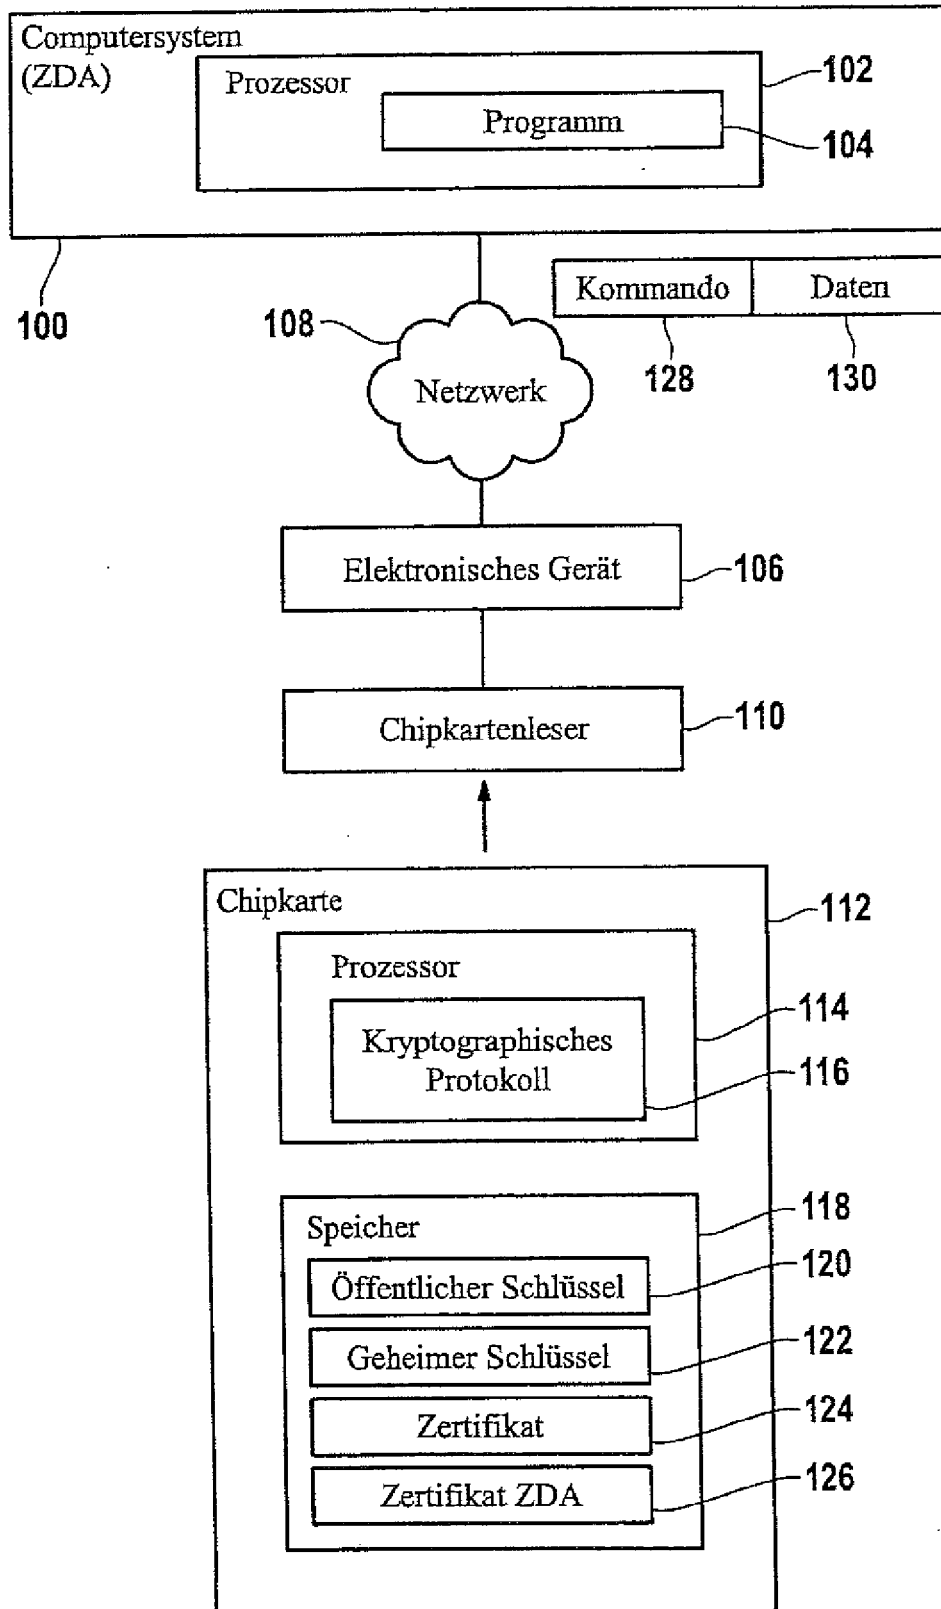 Computersystem
(ZDA)
Prozessor
102
Programm
104
100
Kommando
Daten
128
130
108
Netzwerk
Elektronisches Gerät
106
Chipkartenleser
110
Chipkarte
112
Prozessor
114
Kryptographisches
Protokoll
116
Speicher
118
Öffentlicher Schlüssel
120
Geheimer Schlüssel
122
Zertifikat
124
Zertifikat ZDA
126